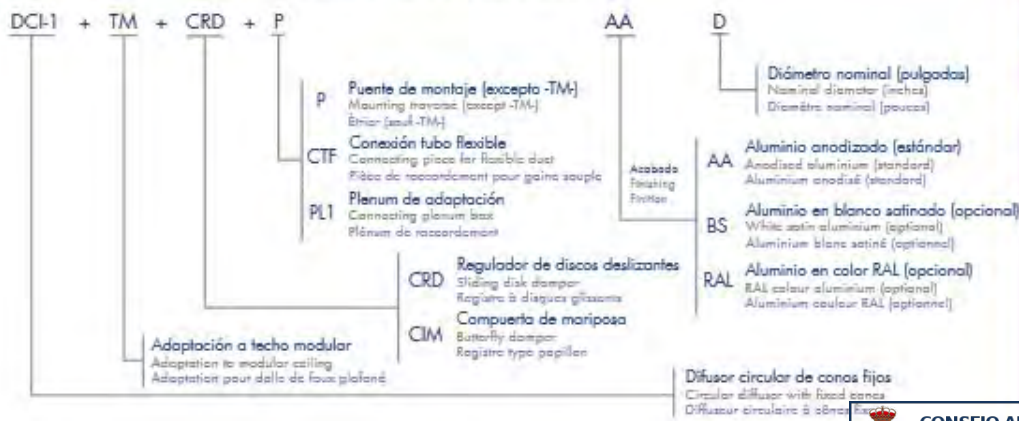 DCI-1 + TM + CRD + P AA D
Diámetro nominal (pulgadas)
Nominal diameter (inches)
Diamètre nominal (pouces)
P Puente de montaje (excepto -TM-)
Mounting traverse (except -TM-)
Étrier (sauf -TM-)
CTF Conexión tubo flexible
Connecting piece for flexible duct
Pièce de raccordement pour gaine souple
PL1 Plenum de adaptación
Connecting plenum box
Plénum de raccordement
Acabado
Finishing
Finition
AA Aluminio anodizado (estándar)
Anodised aluminium (standard)
Aluminium anodisé (standard)
BS Aluminio en blanco satinado (opcional)
White satin aluminium (optional)
Aluminium blanc satiné (optionnel)
RAL Aluminio en color RAL (opcional)
RAL colour aluminium (optional)
Aluminium couleur RAL (optionnel)
CRD Regulador de discos deslizantes
Sliding disk damper
Registre à disques glissants
CIM Compuerta de mariposa
Butterfly damper
Registre type papillon
Adaptación a techo modular
Adaptation to modular ceiling
Adaptation pour dalle de faux plafond
Difusor circular de conos fijos
Circular diffuser with fixed cones
Diffuseur circulaire à cônes
CONSEJO